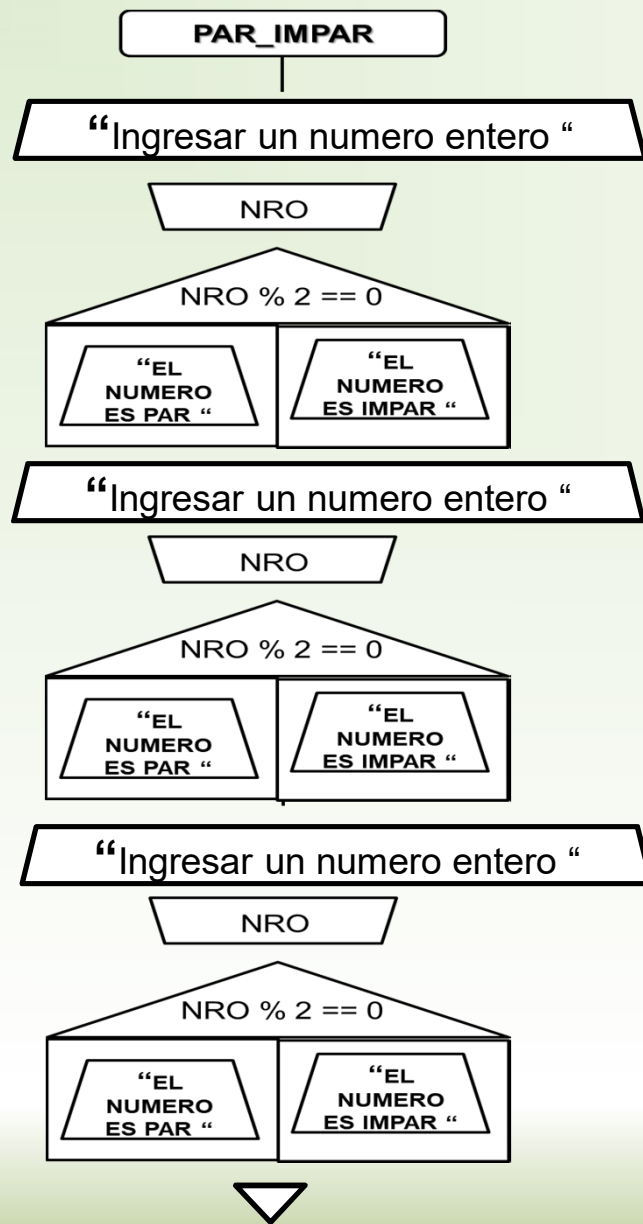 PAR_IMPAR
“Ingresar un numero entero “
NRO
NRO % 2 == 0
“EL
NUMERO
ES PAR “
“EL
NUMERO
ES IMPAR “
“Ingresar un numero entero “
NRO
NRO % 2 == 0
“EL
NUMERO
ES PAR “
“EL
NUMERO
ES IMPAR “
“Ingresar un numero entero “
NRO
NRO % 2 == 0
“EL
NUMERO
ES PAR “
“EL
NUMERO
ES IMPAR “